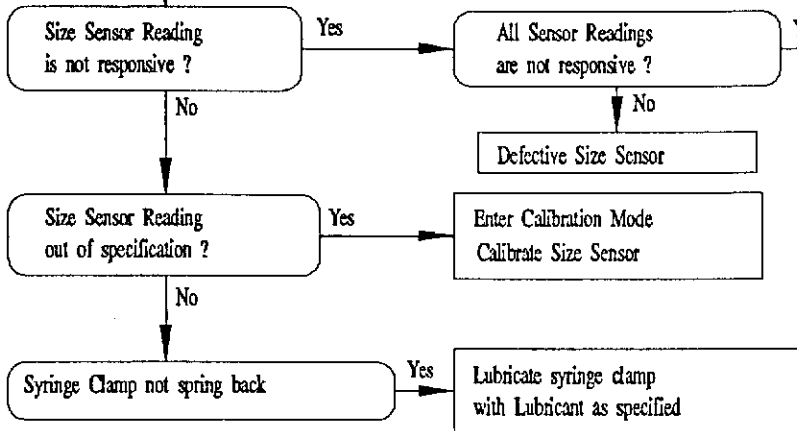 Size Sensor Reading
is not responsive ?
Yes
All Sensor Readings
are not responsive ?
No
No
Defective Size Sensor
Size Sensor Reading
out of specification ?
Yes
Enter Calibration Mode
Calibrate Size Sensor
No
Syringe Clamp not spring back
Yes
Lubricate syringe clamp
with Lubricant as specified